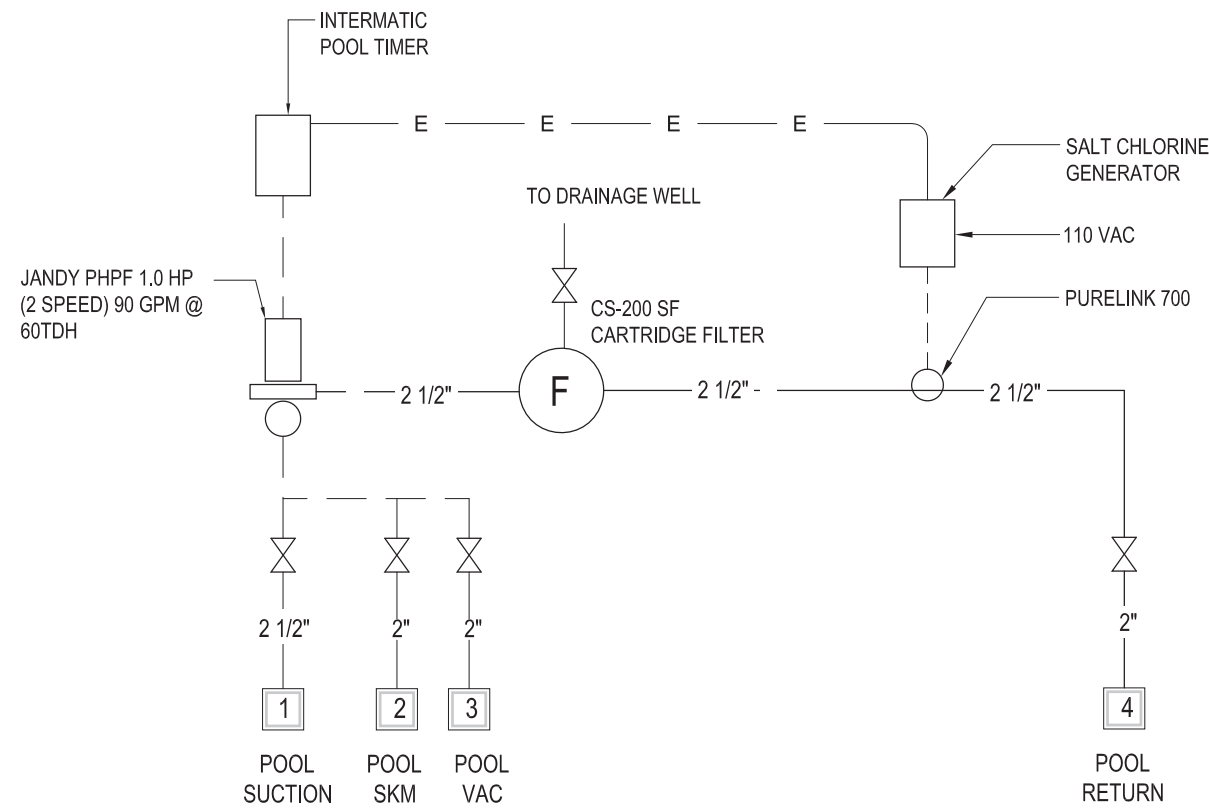 INTERMATIC
POOL TIMER
E E E E
SALT CHLORINE
GENERATOR
TO DRAINAGE WELL
110 VAC
JANDY PHPF 1.0 HP
(2 SPEED) 90 GPM @
60TDH
CS-200 SF
CARTRIDGE FILTER
PURELINK 700
2 1/2"
F
2 1/2"
2 1/2"
2 1/2"
2"
2"
2"
1
2
3
4
POOL
SUCTION
POOL
SKM
POOL
VAC
POOL
RETURN